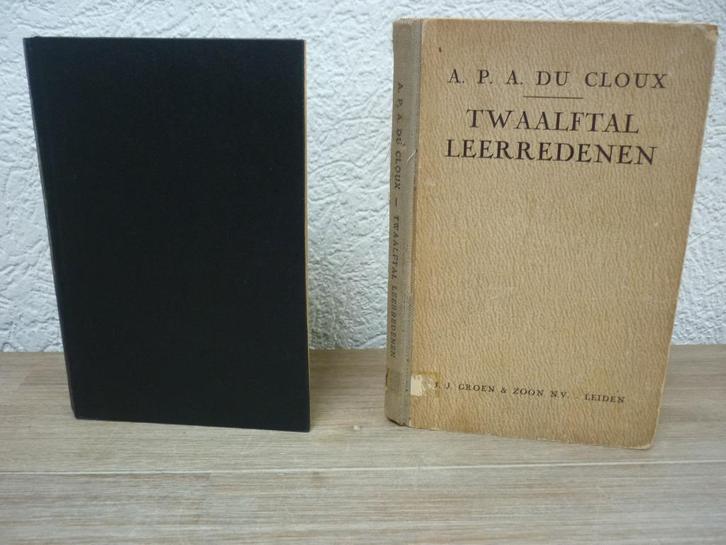 A. P. A. DU CLOUX — TWAALFTAL LEERREDENEN
A. P. A. DU CLOUX
TWAALFTAL
LEERREDENEN
J. J. GROEN & ZOON N.V. - LEIDEN